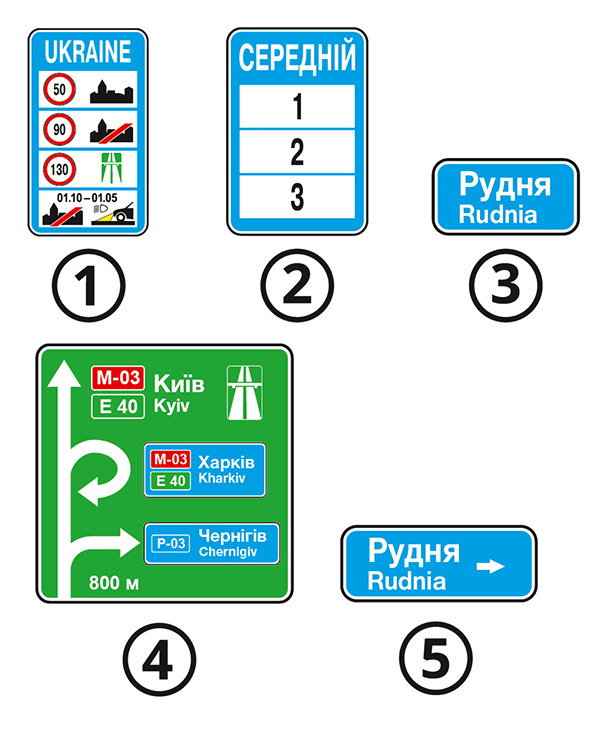 UKRAINE
50
90
130
01.10 – 01.05
1
СЕРЕДНІЙ
1
2
3
2
Рудня
Rudnia
3
M-03
E 40
Київ
Kyiv
M-03
E 40
Харків
Kharkiv
P-03
Чернігів
Chernigiv
800 м
4
Рудня
Rudnia
5